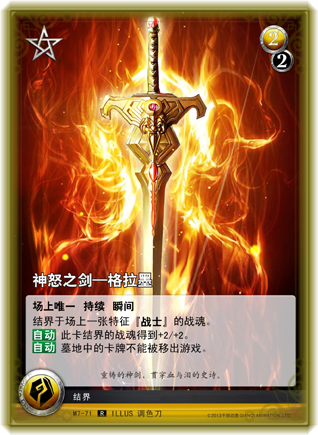 2
2
神怒之剑—格拉墨
场上唯一 持续 瞬间
结界于场上一张特征『战士』的战魂。
自动 此卡结界的战魂得到+2/+2。
自动 墓地中的卡牌不能被移出游戏。
重铸的神剑，贯穿血与泪的史诗。
结界
M7-71 R ILLUS 调色刀